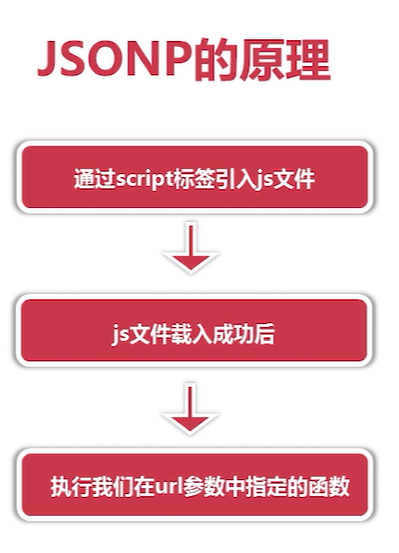 JSONP的原理
通过script标签引入js文件
js文件载入成功后
执行我们在url参数中指定的函数